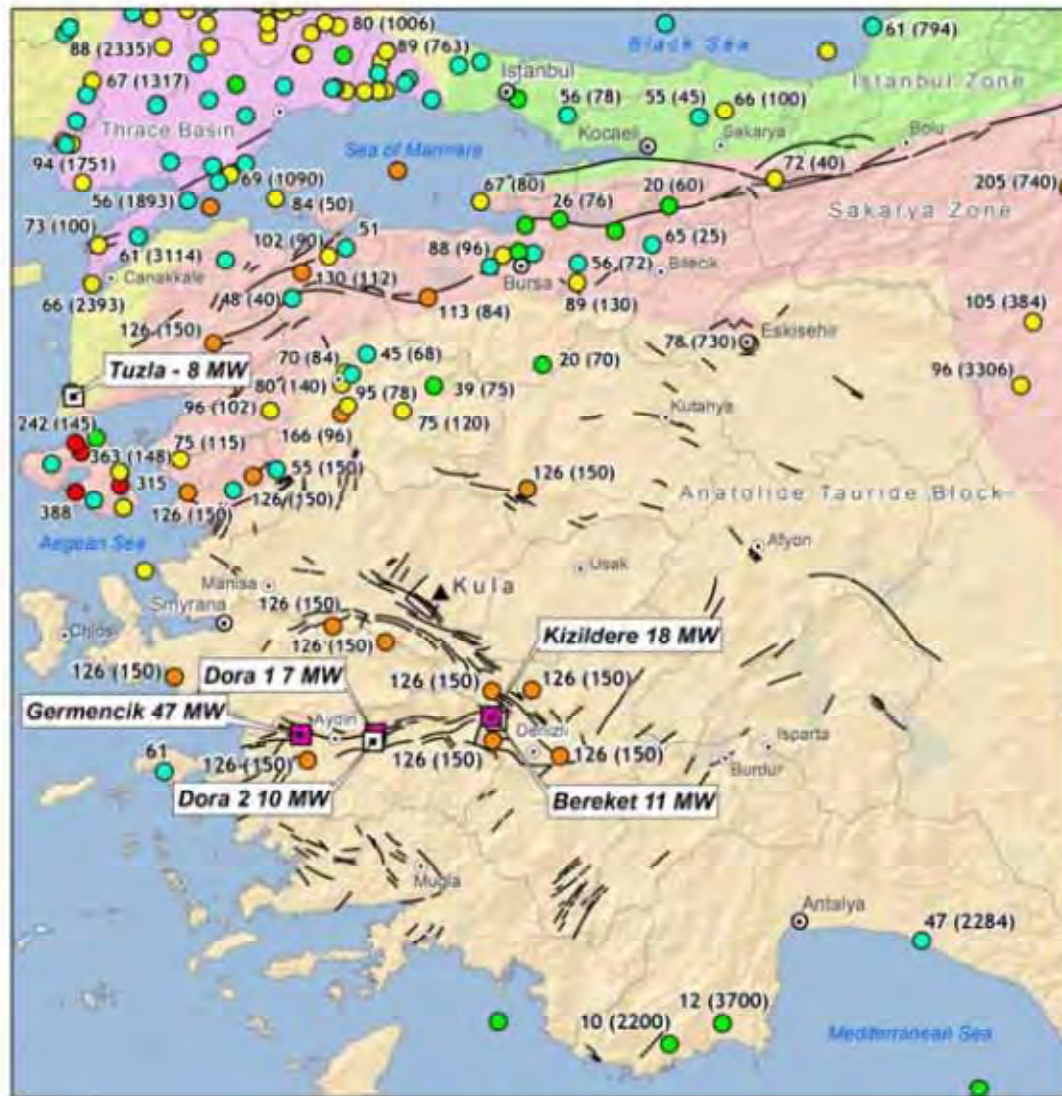 80 (1006)
61 (794)
88 (2335)
89 (763)
Black Sea
67 (1317)
Istanbul
Istanbul Zone
56 (78)
55 (45)
66 (100)
Thrace Basin
Kocaeli
Sakarya
Bolu
94 (1751)
Sea of Marmara
72 (40)
69 (1090)
67 (80)
20 (60)
205 (740)
56 (1893)
84 (50)
26 (76)
Sakarya Zone
73 (100)
102 (90)
51
88 (96)
65 (25)
61 (3114)
Canakkale
130 (112)
Bursa
56 (72)
Bilecik
66 (2393)
48 (40)
113 (84)
89 (130)
105 (384)
126 (150)
Eskisehir
78 (730)
Tuzla - 8 MW
70 (84)
45 (68)
20 (70)
80 (140)
39 (75)
96 (3306)
95 (78)
96 (102)
75 (120)
Kutahya
242 (145)
75 (115)
166 (96)
363 (148)
55 (150)
126 (150)
315
126 (150)
Anatolide Tauride Block
388
126 (150)
Aegean Sea
Afyon
Usak
Manisa
Kula
Smyrana
126 (150)
Chios
126 (150)
Kizildere 18 MW
126 (150)
Dora 1 7 MW
126 (150)
126 (150)
Germencik 47 MW
Aydin
Denizli
Isparta
61
126 (150)
126 (150)
126 (150)
Burdur
Dora 2 10 MW
Bereket 11 MW
Mugla
Antalya
47 (2284)
12 (3700)
10 (2200)
Mediterranean Sea